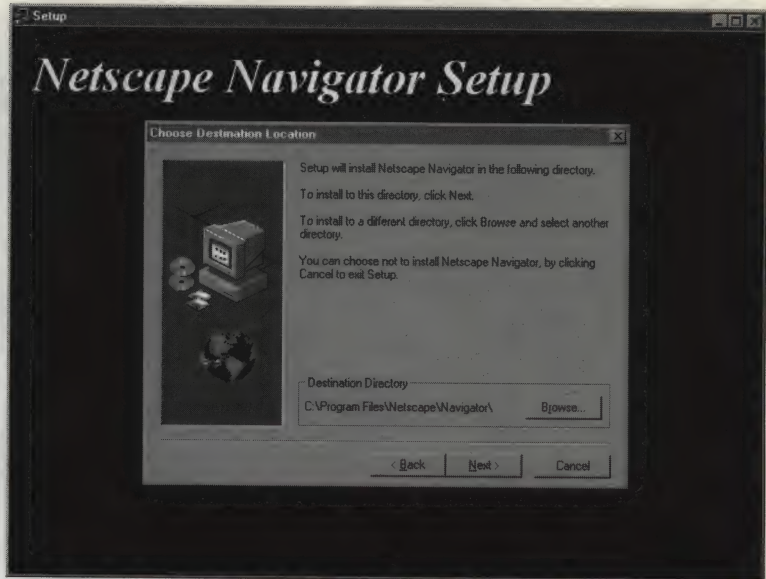 Setup
Netscape Navigator Setup
Choose Destination Location
Setup will install Netscape Navigator in the following directory.
To install to this directory, click Next.
To install to a different directory, click Browse and select another
directory.
You can choose not to install Netscape Navigator, by clicking
Cancel to exit Setup.
Destination Directory
C:\Program Files\Netscape\Navigator\
Browse...
< Back
Next >
Cancel